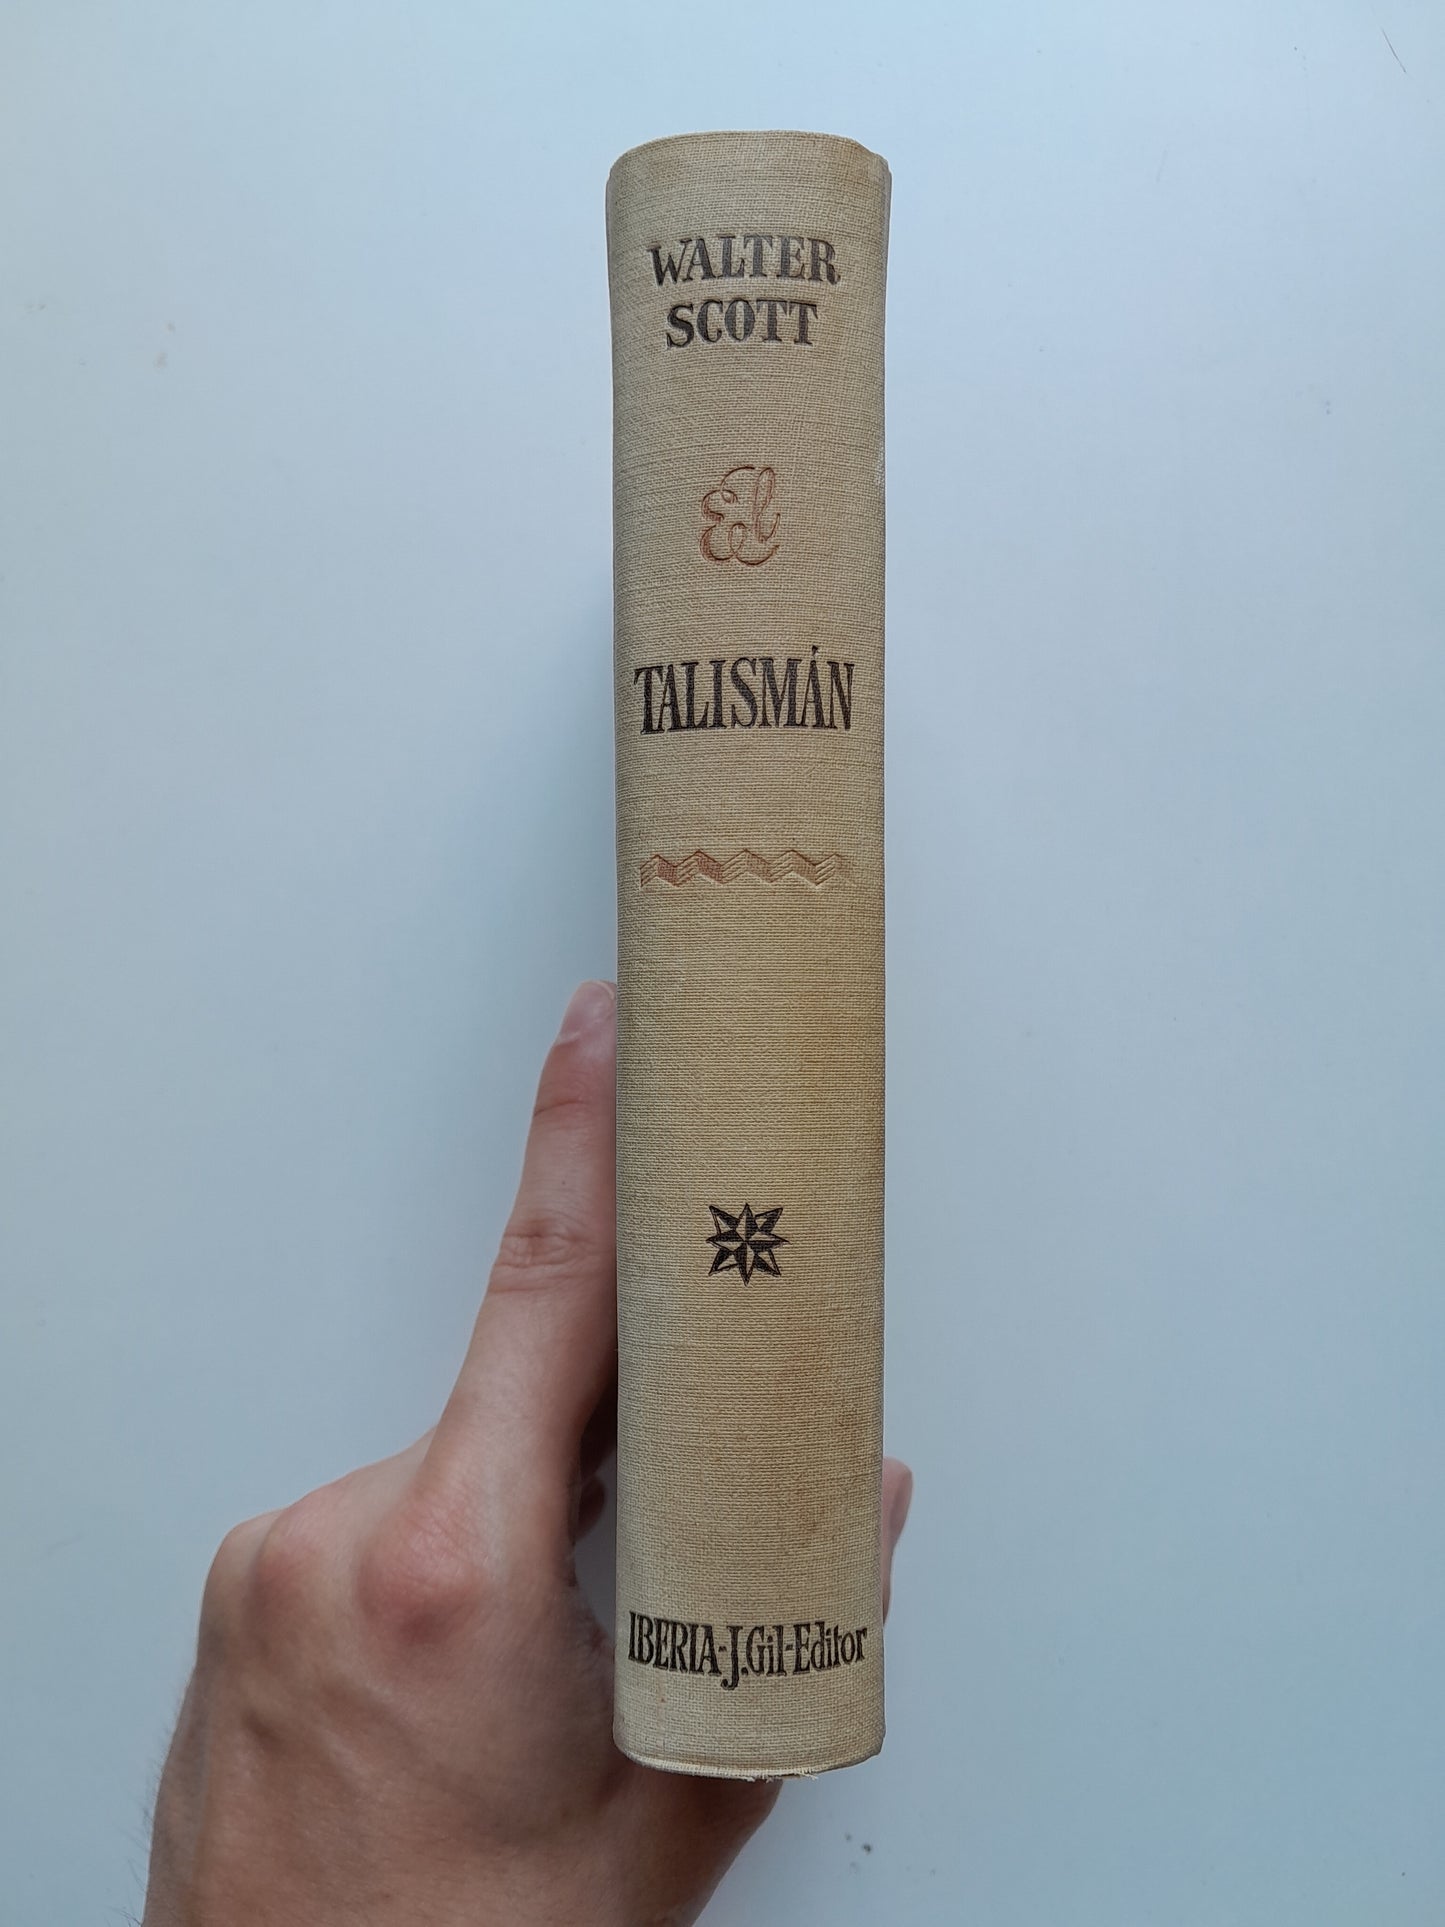 WALTER
SCOTT
El
TALISMÁN
IBERIA-J.Gil-Editor